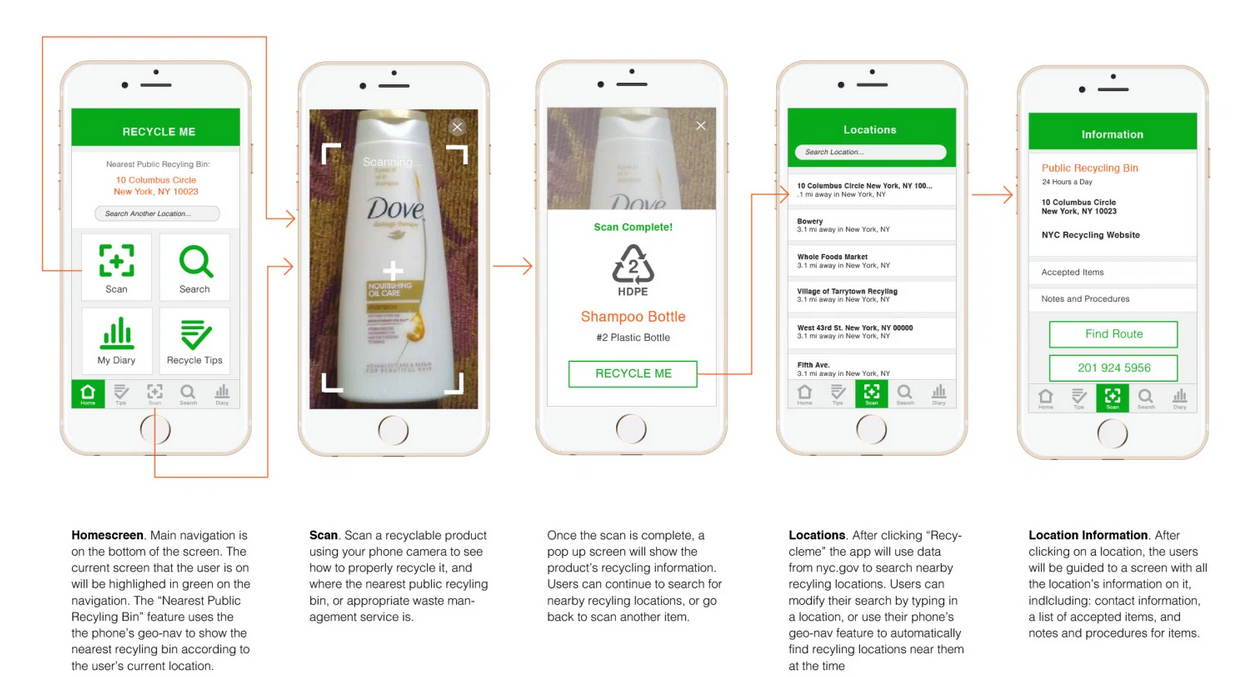 RECYCLE ME
Nearest Public Recyling Bin:
10 Columbus Circle
New York, NY 10023
Search Another Location...
Scan
Search
My Diary
Recycle Tips
Home
Tips
Scan
Search
Diary
Scanning...
Dove
damage therapy
NOURISHING
OIL CARE
shampoo
Scan Complete!
2
HDPE
Shampoo Bottle
#2 Plastic Bottle
RECYCLE ME
Locations
Search Location...
10 Columbus Circle New York, NY 100...
.1 mi away in New York, NY
Bowery
3.1 mi away in New York, NY
Whole Foods Market
3.1 mi away in New York, NY
Village of Tarrytown Recyling
3.1 mi away in New York, NY
West 43rd St. New York, NY 00000
3.1 mi away in New York, NY
Fifth Ave.
3.1 mi away in New York, NY
Home
Tips
Scan
Search
Diary
Information
Public Recycling Bin
24 Hours a Day
10 Columbus Circle
New York, NY 10023
NYC Recycling Website
Accepted Items
Notes and Procedures
Find Route
201 924 5956
Home
Tips
Scan
Search
Diary
Homescreen. Main navigation is
on the bottom of the screen. The
current screen that the user is on
will be highlighed in green on the
navigation. The “Nearest Public
Recyling Bin” feature uses the
the phone’s geo-nav to show the
nearest recyling bin according to
the user’s current location.
Scan. Scan a recyclable product
using your phone camera to see
how to properly recycle it, and
where the nearest public recyling
bin, or appropriate waste man-
agement service is.
Once the scan is complete, a
pop up screen will show the
product’s recycling information.
Users can continue to search for
nearby recyling locations, or go
back to scan another item.
Locations. After clicking “Recy-
cleme” the app will use data
from nyc.gov to search nearby
recyling locations. Users can
modify their search by typing in
a location, or use their phone’s
geo-nav feature to automatically
find recyling locations near them
at the time
Location Information. After
clicking on a location, the users
will be guided to a screen with all
the location’s information on it,
indlcluding: contact information,
a list of accepted items, and
notes and procedures for items.